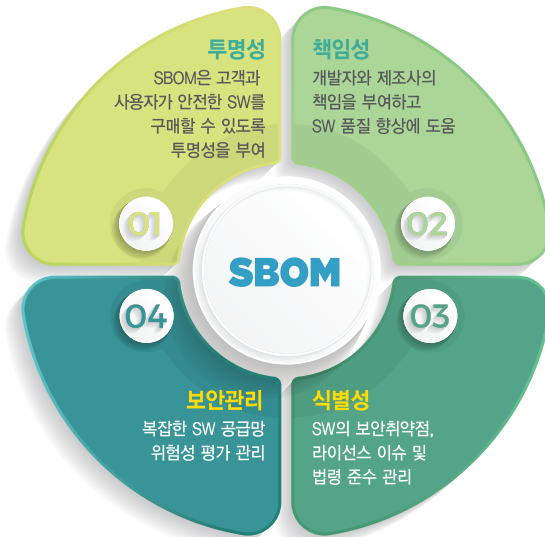 투명성
SBOM은 고객과
사용자가 안전한 SW를
구매할 수 있도록
투명성을 부여
01
책임성
개발자와 제조사의
책임을 부여하고
SW 품질 향상에 도움
02
SBOM
04
보안관리
복잡한 SW 공급망
위험성 평가 관리
03
식별성
SW의 보안취약점,
라이선스 이슈 및
법령 준수 관리